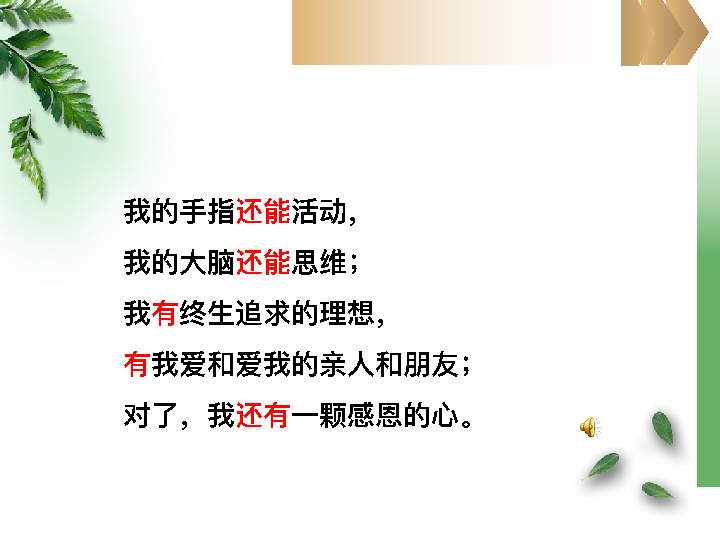 我的手指还能活动，
我的大脑还能思维；
我有终生追求的理想，
有我爱和爱我的亲人和朋友；
对了，我还有一颗感恩的心。